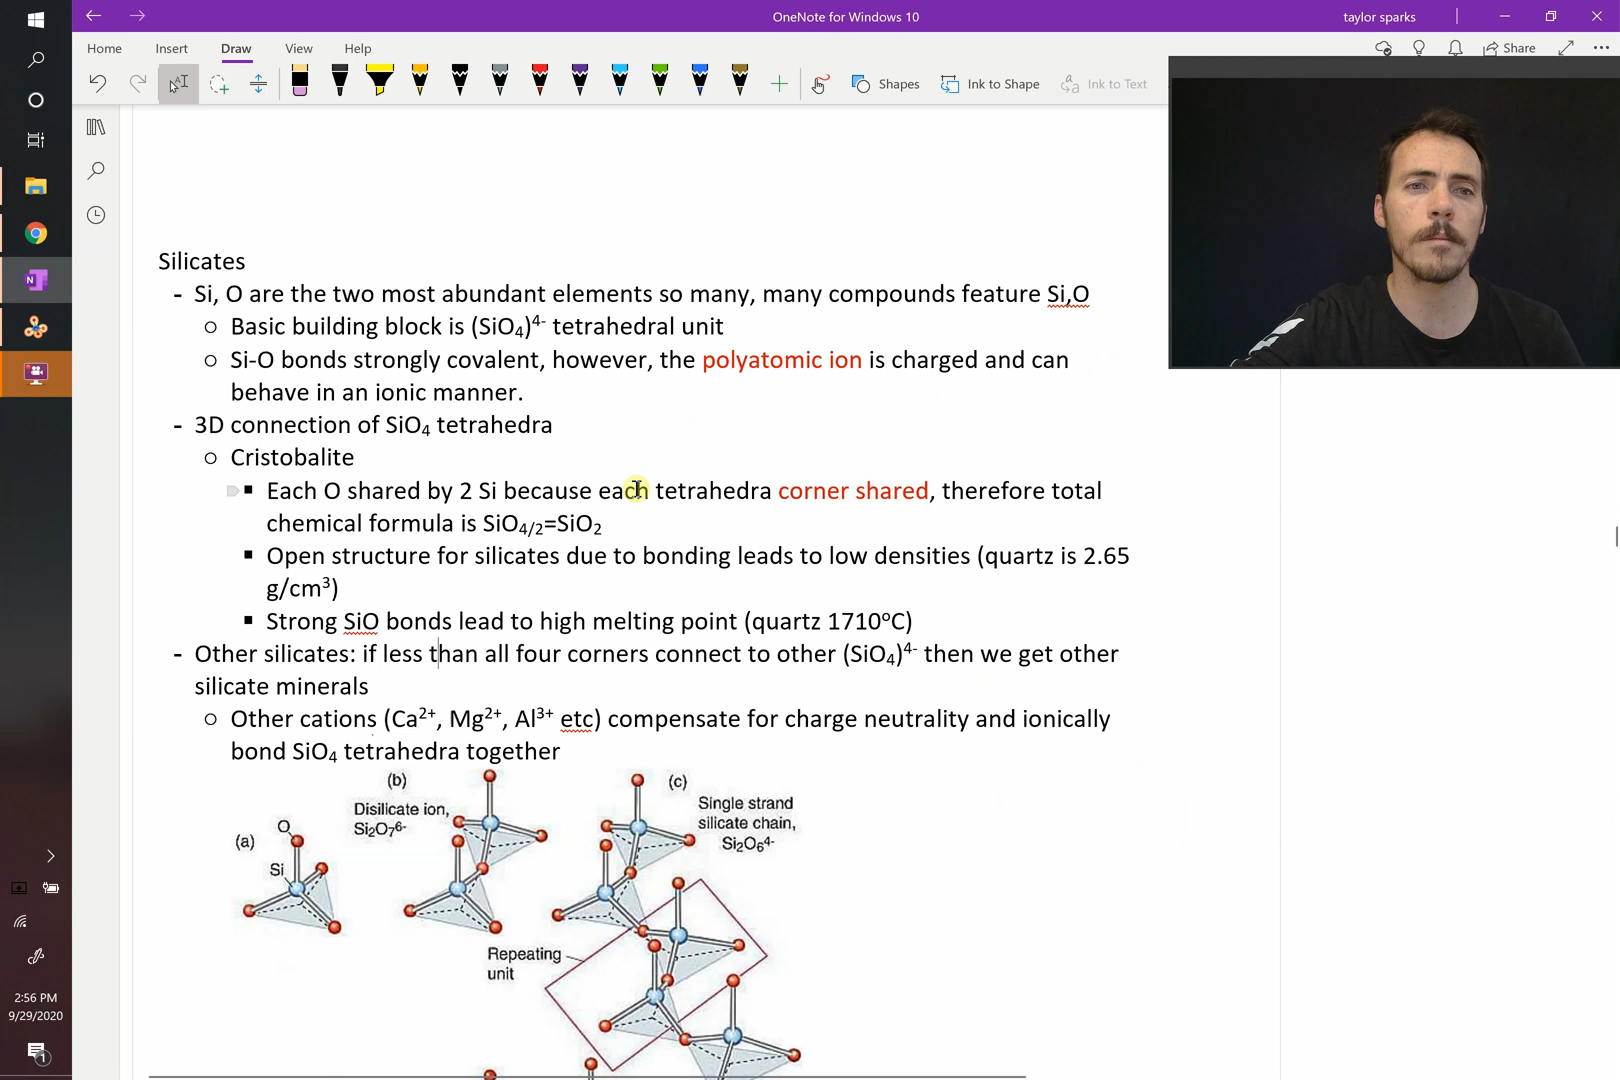 OneNote for Windows 10
taylor sparks
Home Insert Draw View Help
Share
Shapes
Ink to Shape
Ink to Text
Silicates
- Si, O are the two most abundant elements so many, many compounds feature Si,O
○ Basic building block is (SiO₄)⁴⁻ tetrahedral unit
○ Si-O bonds strongly covalent, however, the polyatomic ion is charged and can
behave in an ionic manner.
- 3D connection of SiO₄ tetrahedra
○ Cristobalite
▪ Each O shared by 2 Si because each tetrahedra corner shared, therefore total
chemical formula is SiO₄/₂=SiO₂
▪ Open structure for silicates due to bonding leads to low densities (quartz is 2.65
g/cm³)
▪ Strong SiO bonds lead to high melting point (quartz 1710°C)
- Other silicates: if less than all four corners connect to other (SiO₄)⁴⁻ then we get other
silicate minerals
○ Other cations (Ca²⁺, Mg²⁺, Al³⁺ etc) compensate for charge neutrality and ionically
bond SiO₄ tetrahedra together
(a)
O
Si
(b)
Disilicate ion,
Si₂O₇⁶⁻
(c)
Single strand
silicate chain,
Si₂O₆⁴⁻
Repeating
unit
2:56 PM
9/29/2020
1